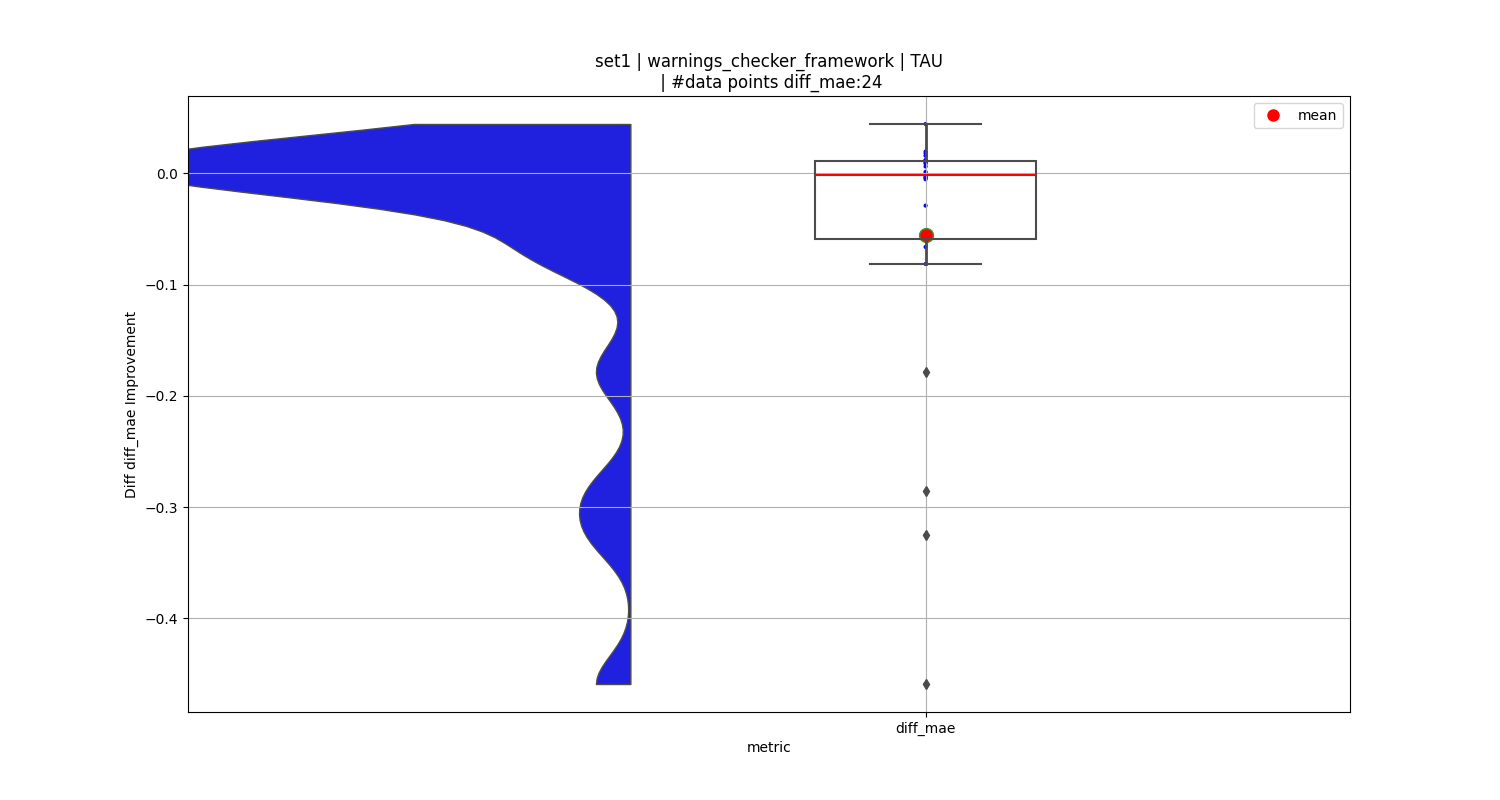 set1 | warnings_checker_framework | TAU
| #data points diff_mae:24
mean
0.0
−0.1
−0.2
−0.3
−0.4
Diff diff_mae Improvement
diff_mae
metric